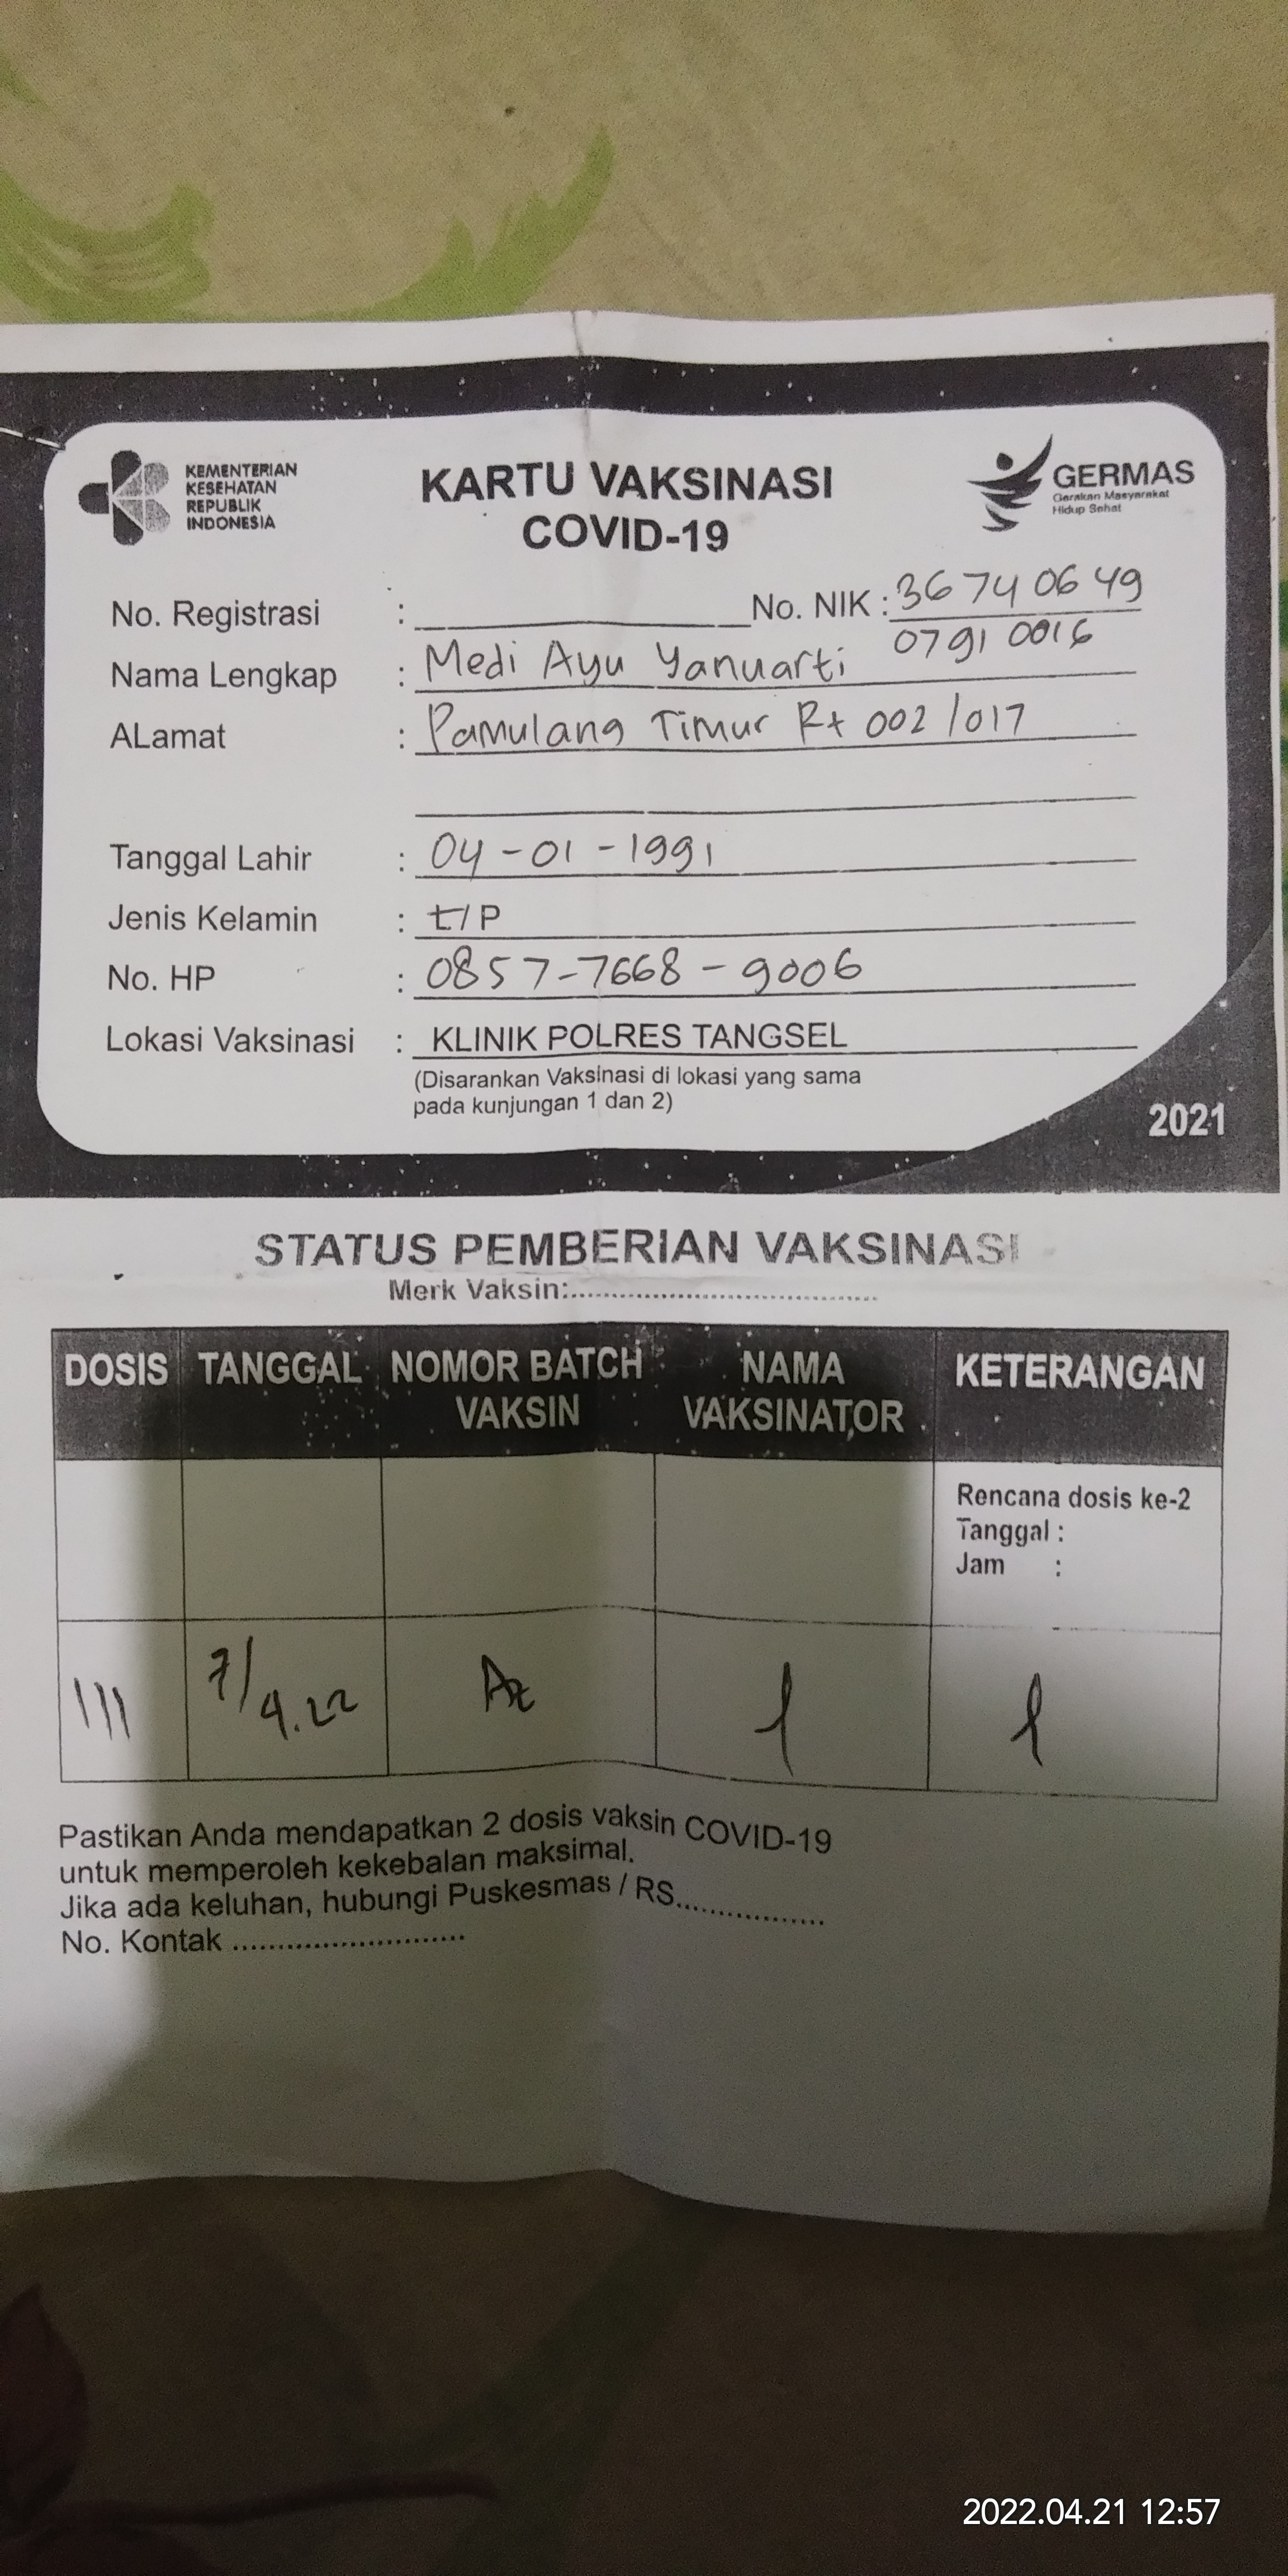 KEMENTERIAN
KESEHATAN
REPUBLIK
INDONESIA
KARTU VAKSINASI
COVID-19
GERMAS
Gerakan Masyarakat
Hidup Sehat
No. Registrasi : No. NIK : 36740649
07910016
Nama Lengkap : Medi Ayu Yanuarti
ALamat : Pamulang Timur Rt 002/017
Tanggal Lahir : 04-01-1991
Jenis Kelamin : L/P
No. HP : 0857-7668-9006
Lokasi Vaksinasi : KLINIK POLRES TANGSEL
(Disarankan Vaksinasi di lokasi yang sama
pada kunjungan 1 dan 2)
2021
STATUS PEMBERIAN VAKSINASI
Merk Vaksin:
DOSIS TANGGAL NOMOR BATCH VAKSIN NAMA VAKSINATOR KETERANGAN
Rencana dosis ke-2
Tanggal :
Jam :
III 7/4.22 Az
Pastikan Anda mendapatkan 2 dosis vaksin COVID-19
untuk memperoleh kekebalan maksimal.
Jika ada keluhan, hubungi Puskesmas / RS
No. Kontak
2022.04.21 12:57